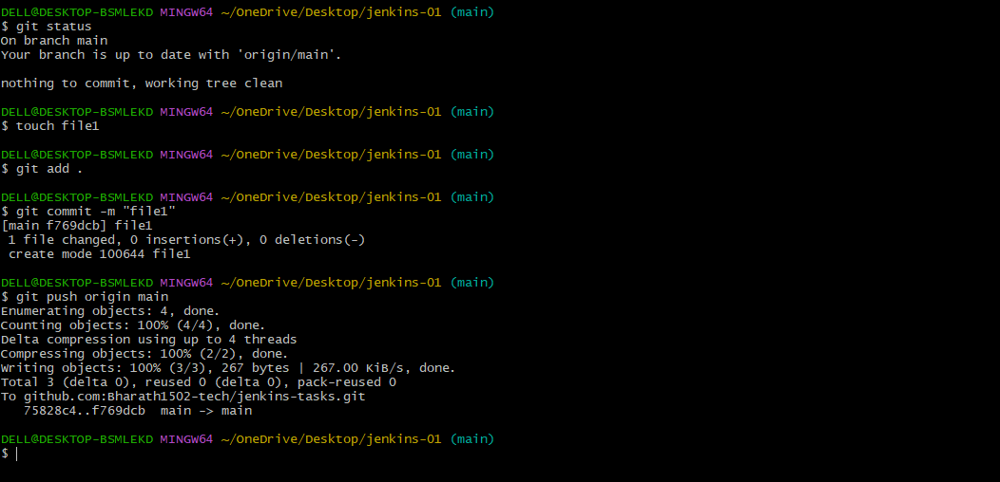 DELL@DESKTOP-BSMLEKD MINGW64 ~/OneDrive/Desktop/jenkins-01 (main)
$ git status
On branch main
Your branch is up to date with 'origin/main'.
nothing to commit, working tree clean
DELL@DESKTOP-BSMLEKD MINGW64 ~/OneDrive/Desktop/jenkins-01 (main)
$ touch file1
DELL@DESKTOP-BSMLEKD MINGW64 ~/OneDrive/Desktop/jenkins-01 (main)
$ git add .
DELL@DESKTOP-BSMLEKD MINGW64 ~/OneDrive/Desktop/jenkins-01 (main)
$ git commit -m "file1"
[main f769dcb] file1
 1 file changed, 0 insertions(+), 0 deletions(-)
 create mode 100644 file1
DELL@DESKTOP-BSMLEKD MINGW64 ~/OneDrive/Desktop/jenkins-01 (main)
$ git push origin main
Enumerating objects: 4, done.
Counting objects: 100% (4/4), done.
Delta compression using up to 4 threads
Compressing objects: 100% (2/2), done.
Writing objects: 100% (3/3), 267 bytes | 267.00 KiB/s, done.
Total 3 (delta 0), reused 0 (delta 0), pack-reused 0
To github.com:Bharath1502-tech/jenkins-tasks.git
   75828c4..f769dcb  main -> main
DELL@DESKTOP-BSMLEKD MINGW64 ~/OneDrive/Desktop/jenkins-01 (main)
$